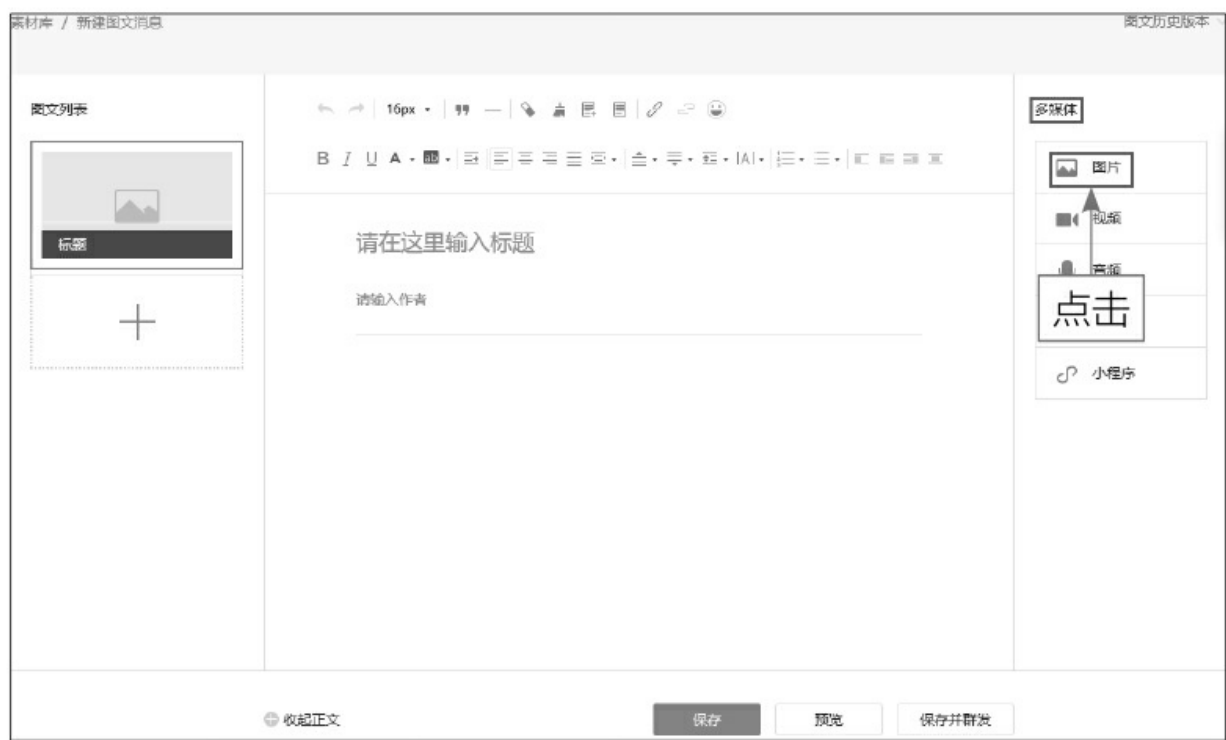 素材库 / 新建图文消息
图文历史版本
图文列表
标题
16px
B I U A ab
|A|
请在这里输入标题
请输入作者
多媒体
图片
视频
音频
点击
小程序
收起正文
保存
预览
保存并群发